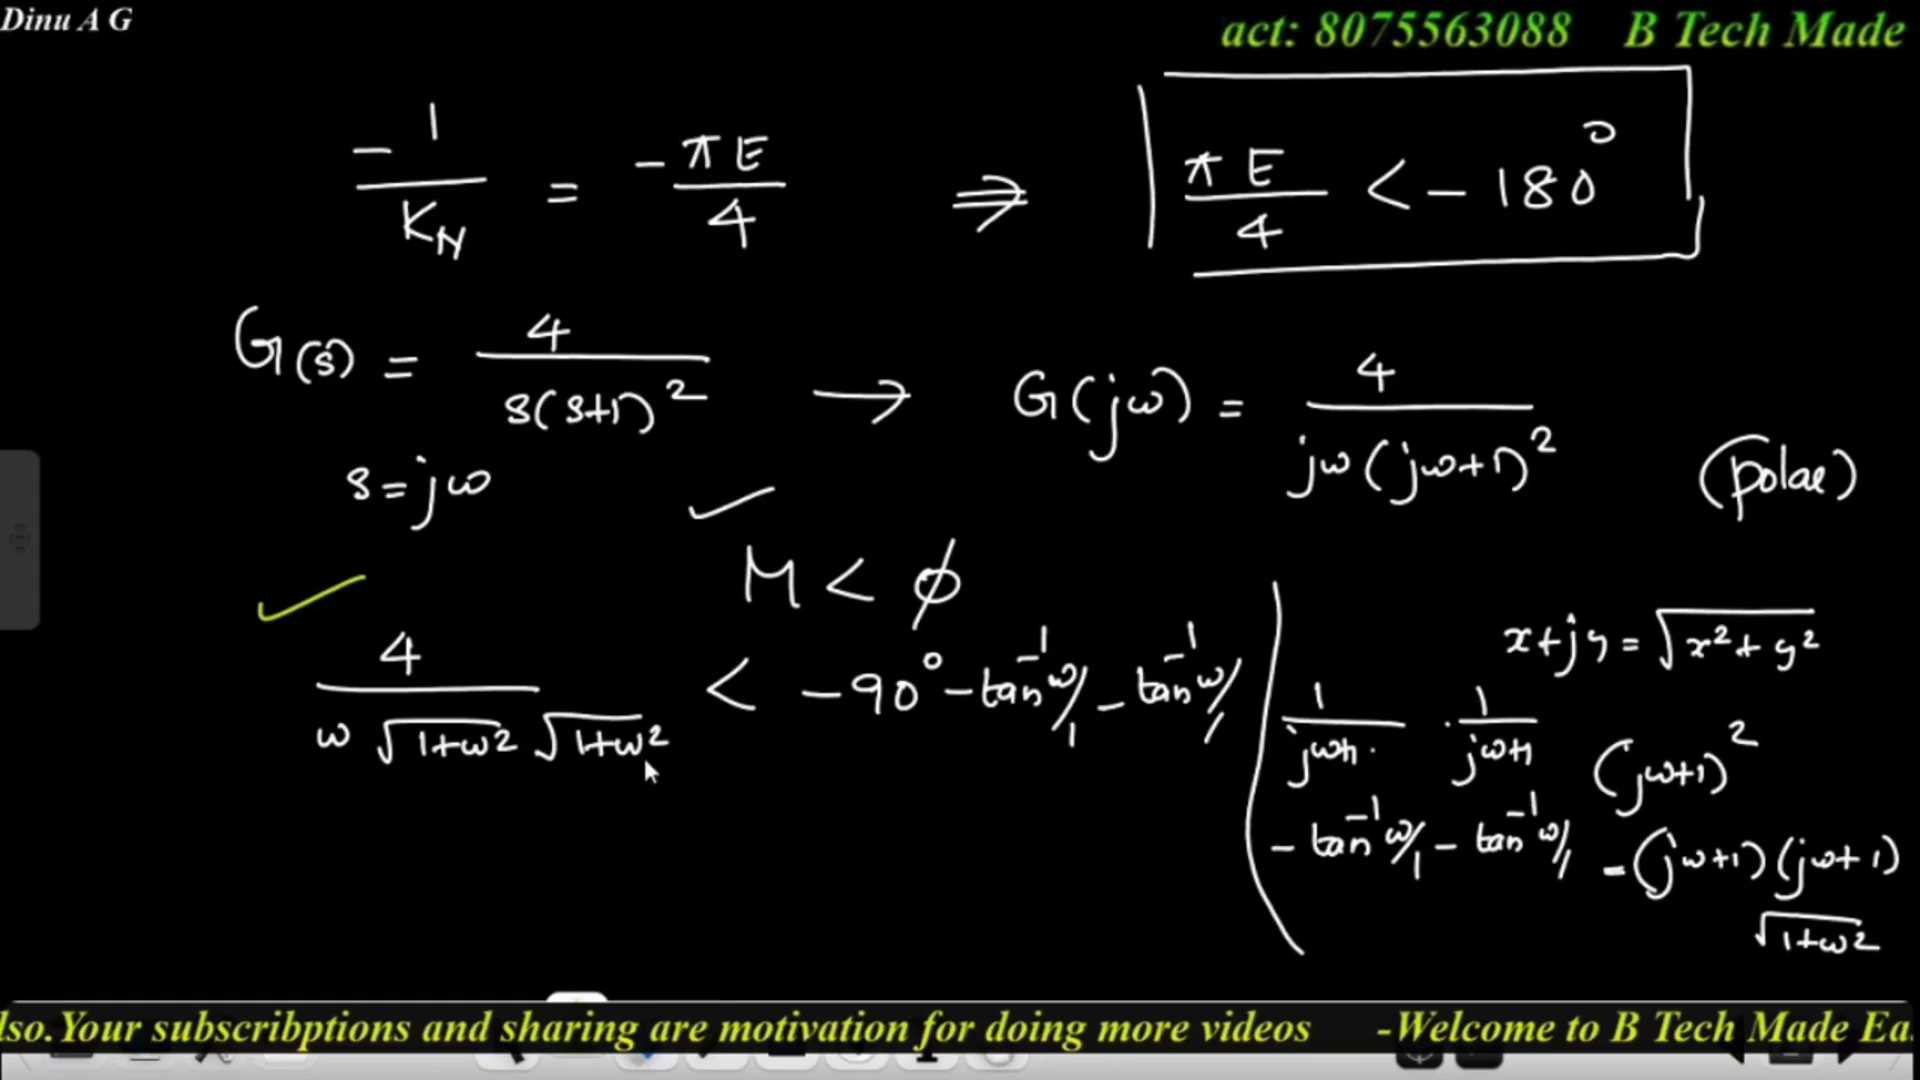 Dinu A G
act: 8075563088 B Tech Made
-1/K_N = -πE/4 ⇒ πE/4 < -180°
G(s) = 4/s(s+1)² → G(jω) = 4/jω(jω+1)²
s=jω
(polar)
M < φ
4/ω√1+ω² √1+ω² < -90° -tan⁻¹ω/1 - tan⁻¹ω/1
x+jy = √x²+y²
1/jω+1 · 1/jω+1 (jω+1)²
- tan⁻¹ω/1 - tan⁻¹ω/1 = (jω+1)(jω+1)
√1+ω²
lso.Your subscribptions and sharing are motivation for doing more videos -Welcome to B Tech Made Ea